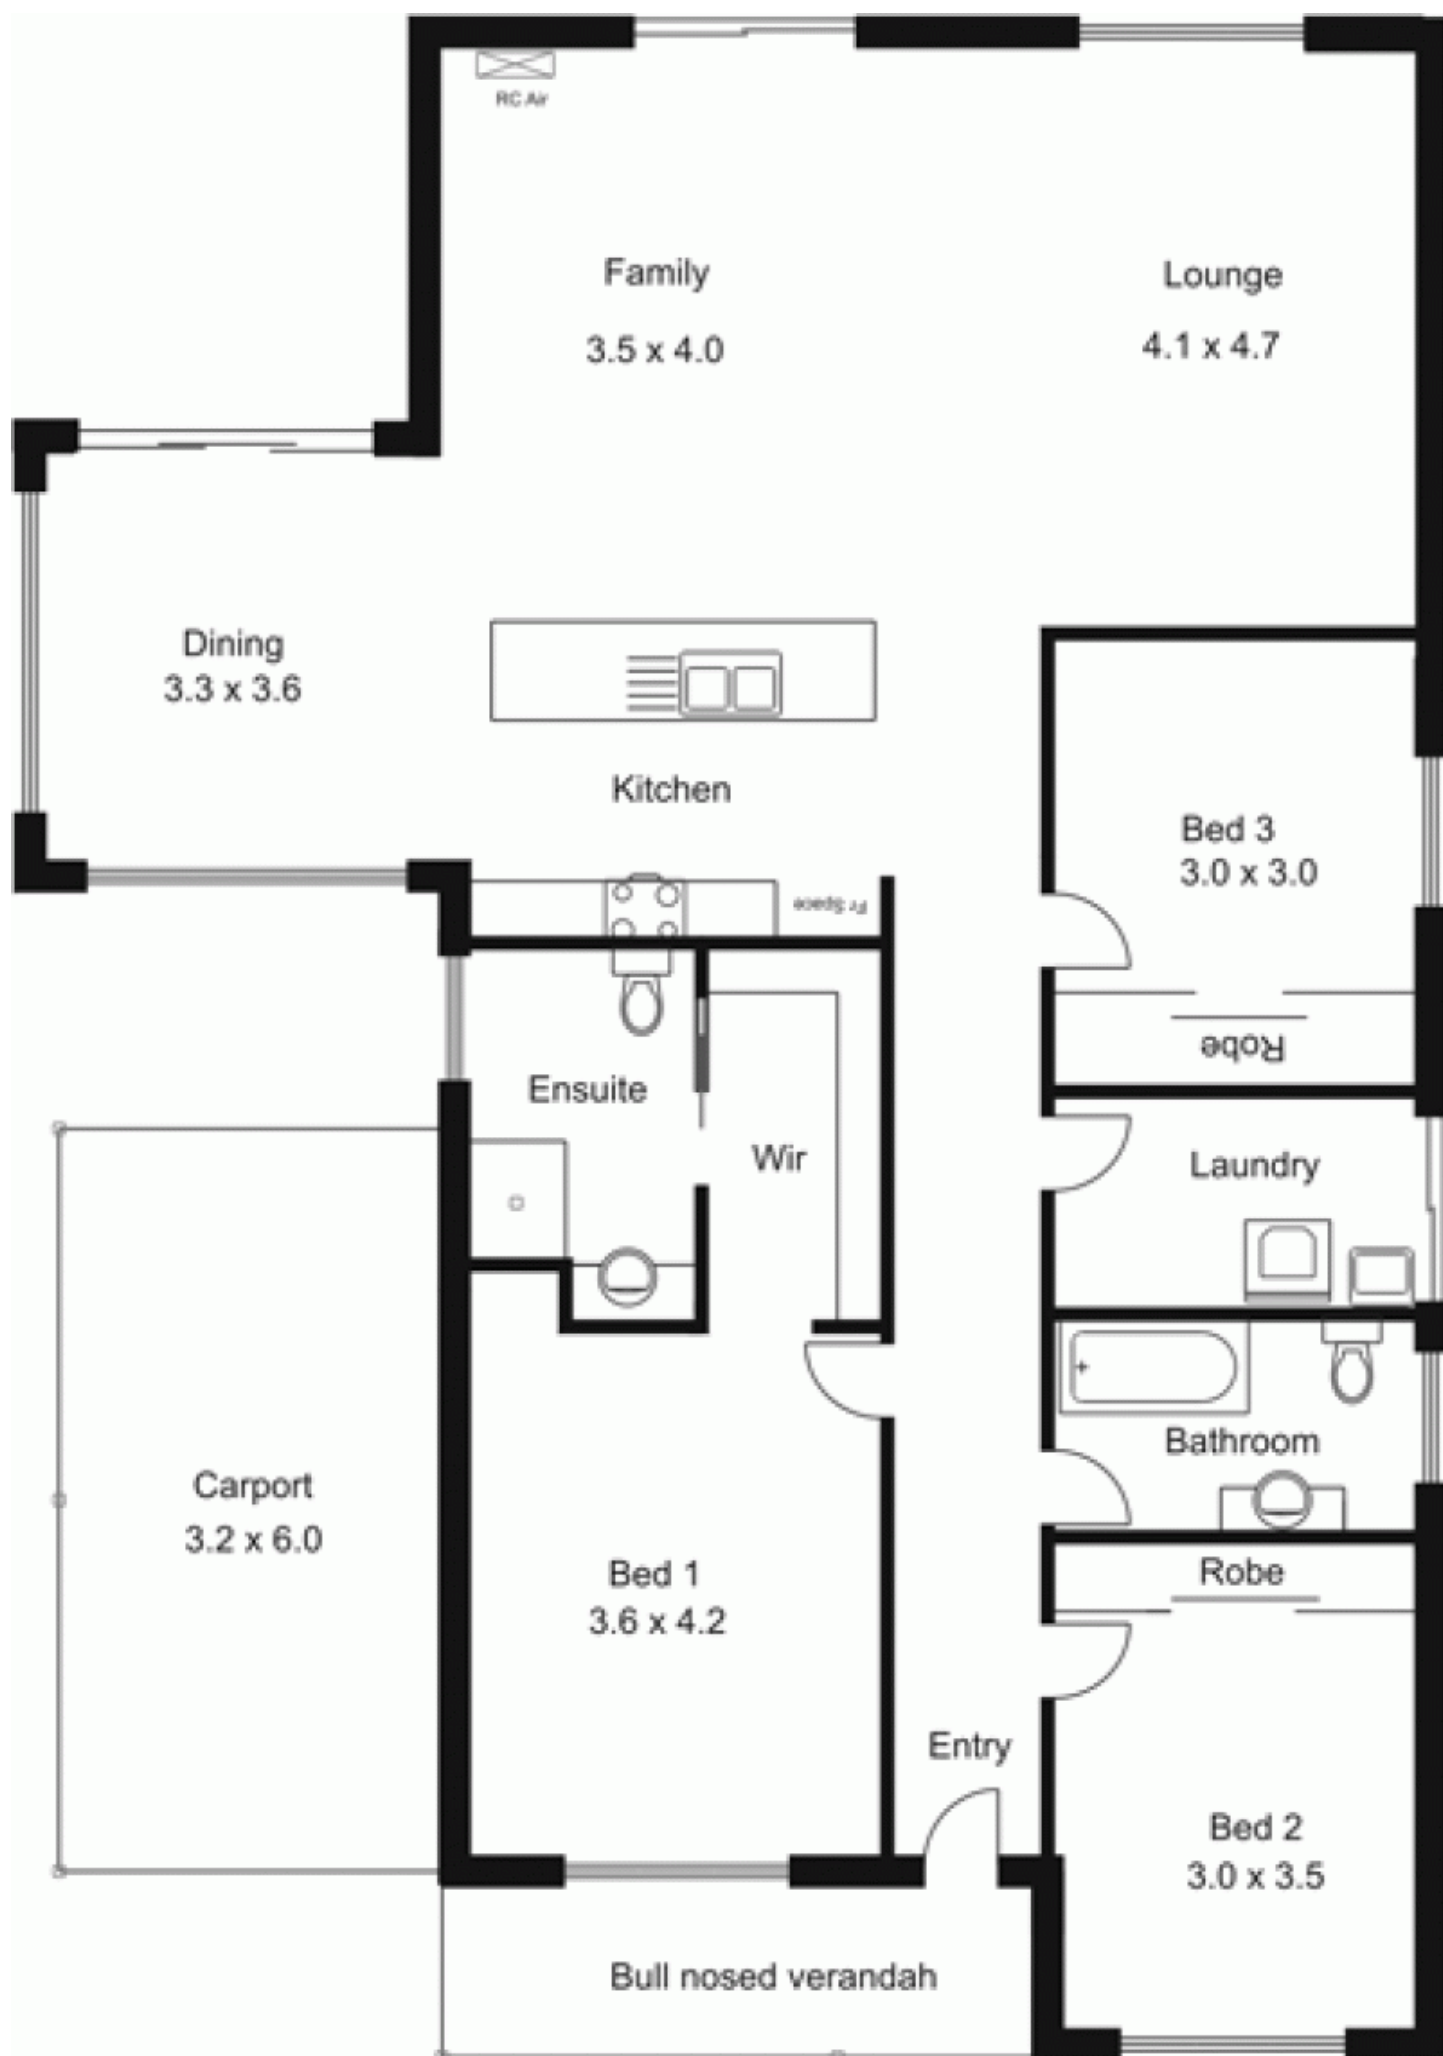 RC Air
Family
3.5 x 4.0
Lounge
4.1 x 4.7
Dining
3.3 x 3.6
Kitchen
Fr Space
Bed 3
3.0 x 3.0
Robe
Ensuite
Wir
Laundry
Carport
3.2 x 6.0
Bathroom
Bed 1
3.6 x 4.2
Robe
Entry
Bed 2
3.0 x 3.5
Bull nosed verandah